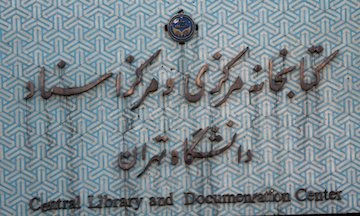 کتابخانه مرکزی و مرکز اسناد
دانشگاه تهران
Central Library and Documentation Center